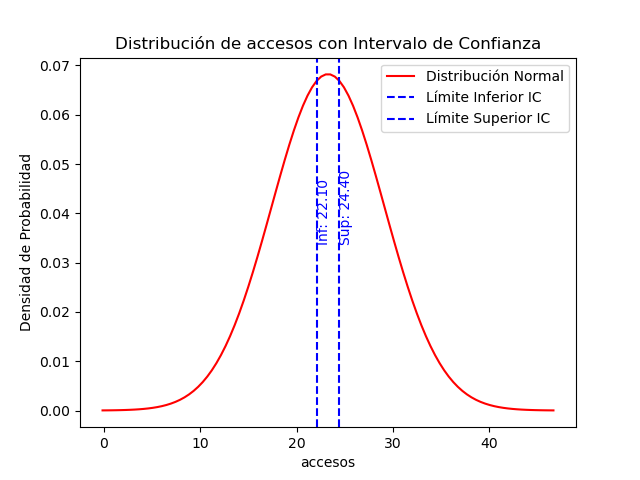 Distribución de accesos con Intervalo de Confianza
Distribución Normal
Límite Inferior IC
Límite Superior IC
Densidad de Probabilidad
0.07
0.06
0.05
0.04
0.03
0.02
0.01
0.00
Inf: 22.10
Sup: 24.40
0
10
20
30
40
accesos